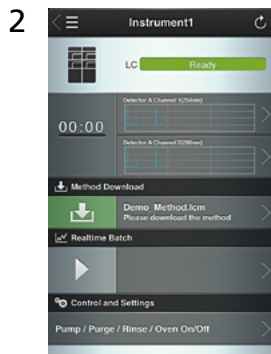 2
Instrument1
LC Ready
Detector A Channel 1(254nm)
00:00
Detector A Channel 2(280nm)
Method Download
Demo_Method.lcm
Please download the method
Realtime Batch
Control and Settings
Pump / Purge / Rinse / Oven On/Off